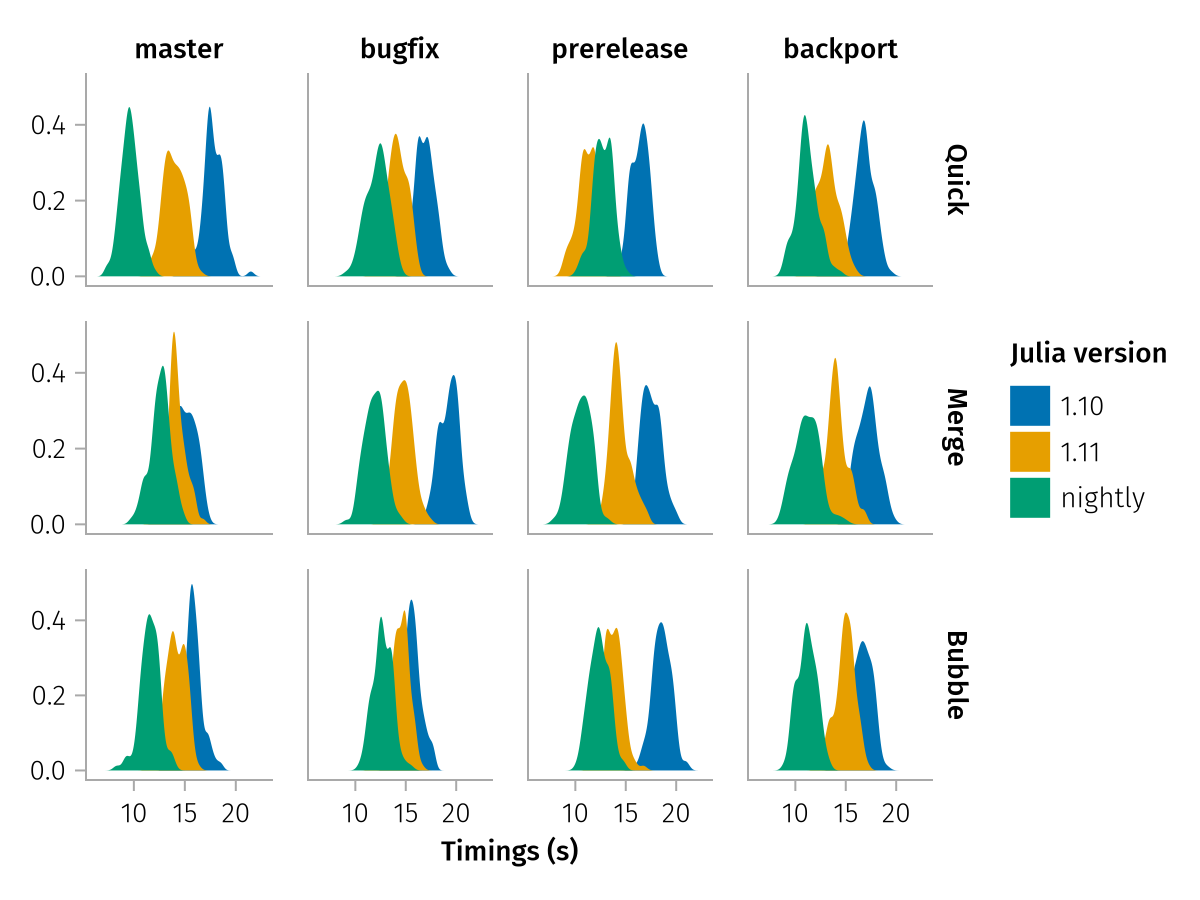 master bugfix prerelease backport
0.4
0.2
0.0
Quick
0.4
0.2
0.0
Merge
Julia version
1.10
1.11
nightly
0.4
0.2
0.0
Bubble
10 15 20 10 15 20 10 15 20 10 15 20
Timings (s)